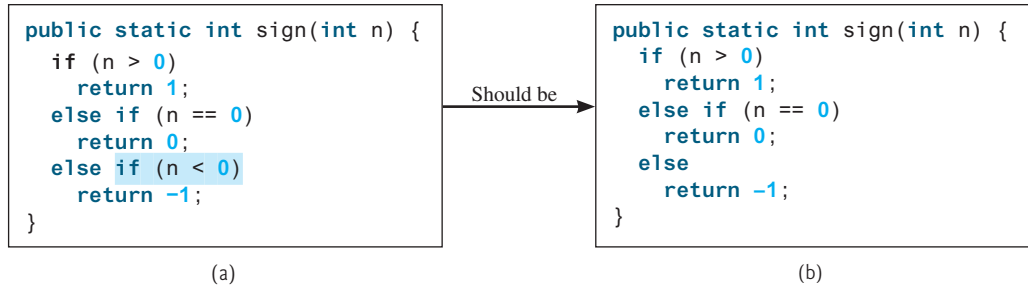 public static int sign(int n) {
  if (n > 0)
    return 1;
  else if (n == 0)
    return 0;
  else if (n < 0)
    return –1;
}
(a)
Should be
public static int sign(int n) {
  if (n > 0)
    return 1;
  else if (n == 0)
    return 0;
  else
    return –1;
}
(b)